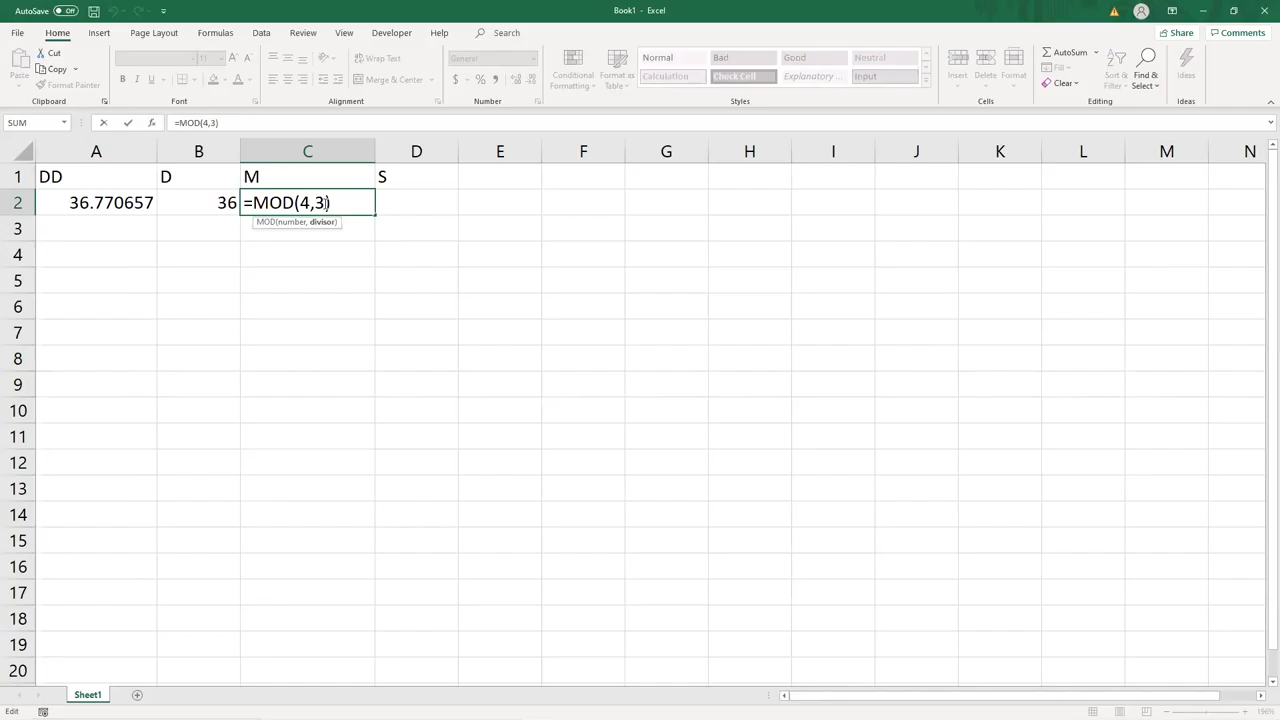 AutoSave Off
Book1 - Excel
File Home Insert Page Layout Formulas Data Review View Developer Help Search Share Comments
Paste
Cut
Copy
Format Painter
Clipboard
11 A A
B I U A
Font
Wrap Text
Merge & Center
Alignment
General
$ % ,
Number
Conditional Formatting
Format as Table
Normal Bad Good Neutral
Calculation Check Cell Explanatory ... Input
Styles
Insert Delete Format
Cells
AutoSum
Fill
Clear
Sort & Filter
Find & Select
Editing
Ideas
Ideas
SUM fx =MOD(4,3)
A B C D E F G H I J K L M N
1 DD D M S
2 36.770657 36 =MOD(4,3)
MOD(number, divisor)
3
4
5
6
7
8
9
10
11
12
13
14
15
16
17
18
19
20
Sheet1
Edit
196%